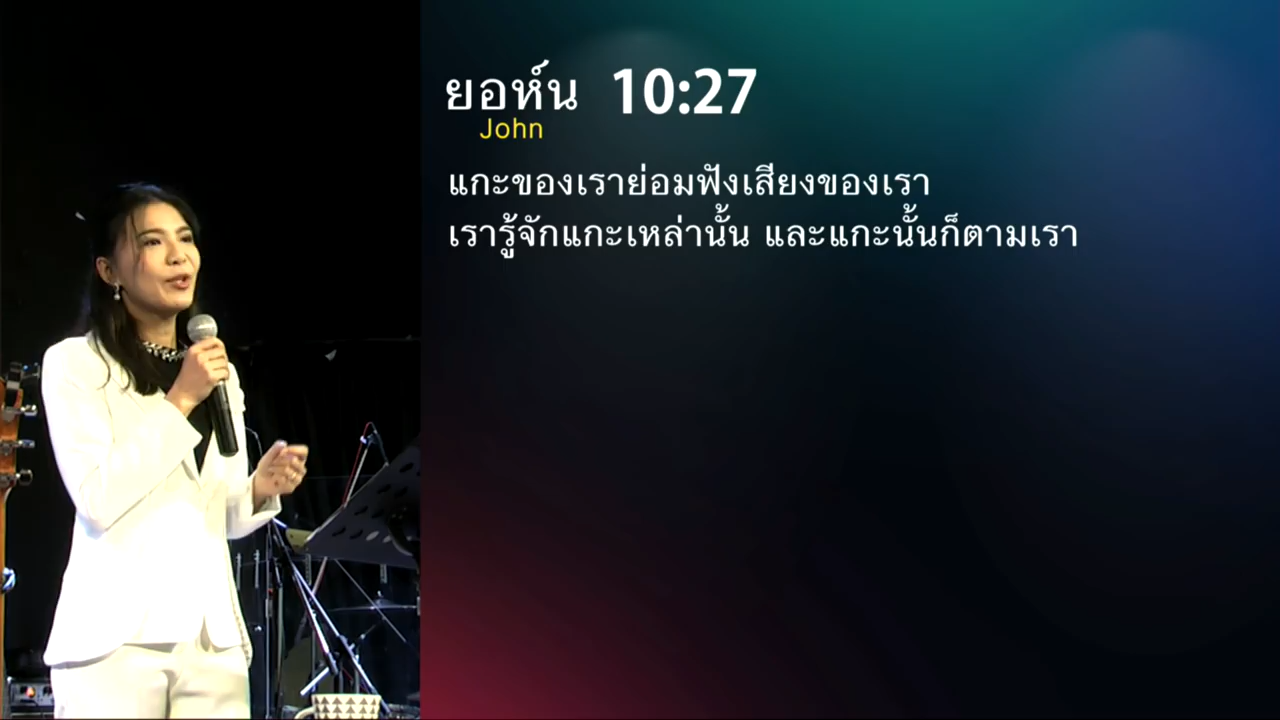 ยอห์น 10:27
John
แกะของเราย่อมฟังเสียงของเรา
เรารู้จักแกะเหล่านั้น และแกะนั้นก็ตามเรา